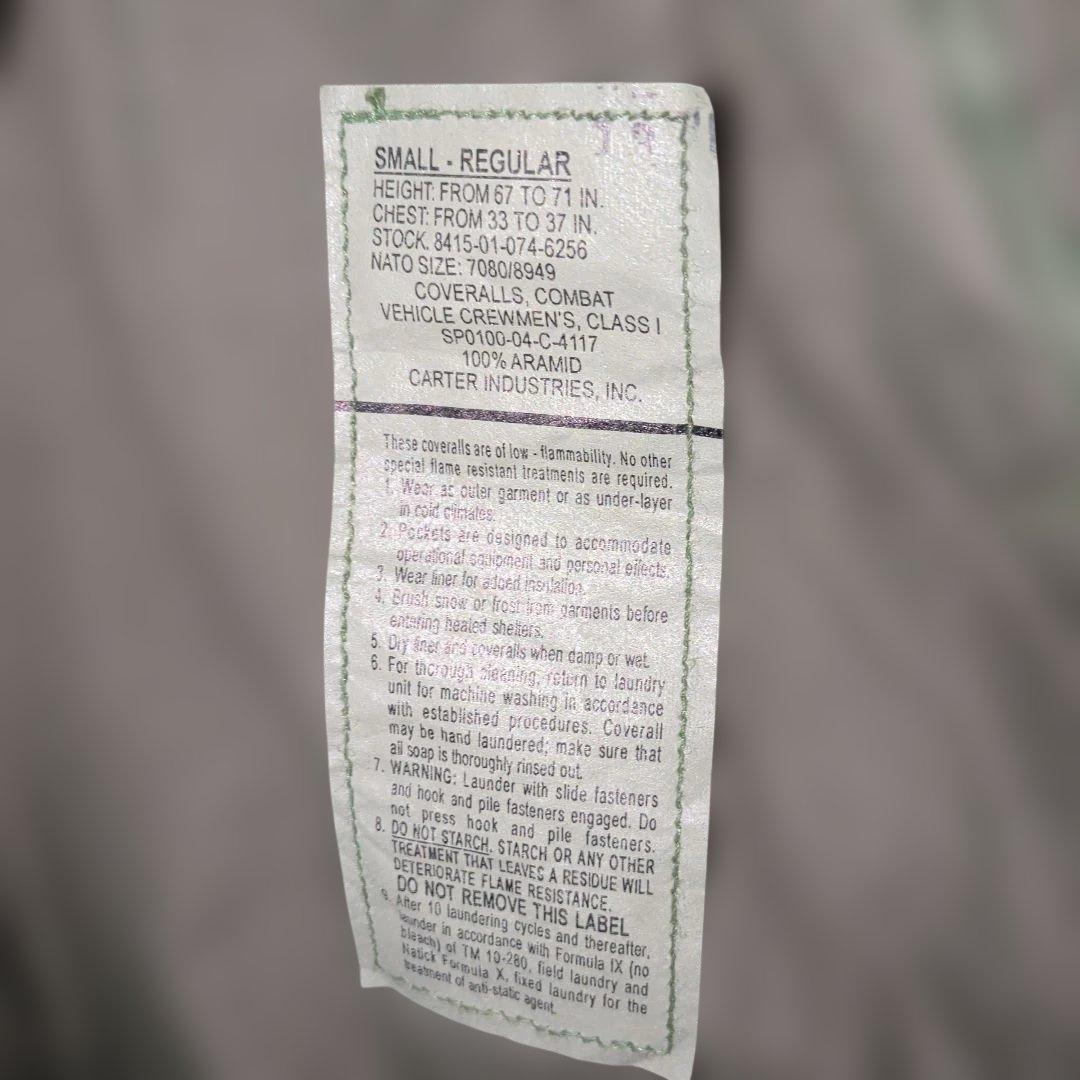 SMALL - REGULAR
HEIGHT: FROM 67 TO 71 IN.
CHEST: FROM 33 TO 37 IN.
STOCK. 8415-01-074-6256
NATO SIZE: 7080/8949
COVERALLS, COMBAT
VEHICLE CREWMEN'S, CLASS I
SP0100-04-C-4117
100% ARAMID
CARTER INDUSTRIES, INC.
These coveralls are of low - flammability. No other
special flame resistant treatments are required.
1. Wear as outer garment or as under-layer
in cold climates.
2. Pockets are designed to accommodate
operational equipment and personal effects.
3. Wear liner for added insulation.
4. Brush snow or frost from garments before
entering heated shelters.
5. Dry liner and coveralls when damp or wet.
6. For thorough cleaning, return to laundry
unit for machine washing in accordance
with established procedures. Coverall
may be hand laundered; make sure that
all soap is thoroughly rinsed out.
7. WARNING: Launder with slide fasteners
and hook and pile fasteners engaged. Do
not press hook and pile fasteners.
8. DO NOT STARCH. STARCH OR ANY OTHER
TREATMENT THAT LEAVES A RESIDUE WILL
DETERIORATE FLAME RESISTANCE.
DO NOT REMOVE THIS LABEL
9. After 10 laundering cycles and thereafter,
launder in accordance with Formula IX (no
bleach) of TM 10-280, field laundry and
Natick Formula X, fixed laundry for the
treatment of anti-static agent.